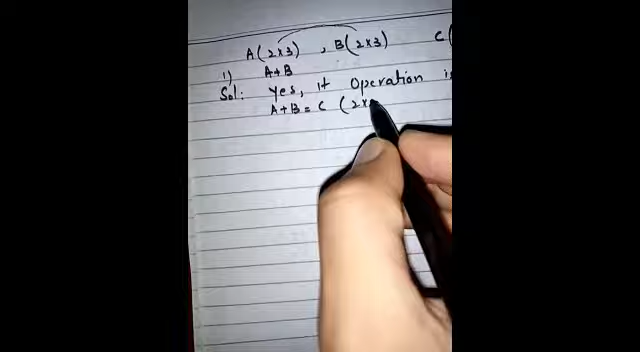 A(2×3) , B(2×3) C(
1) A+B
Sol: Yes, it Operation is
A+B = C (2×